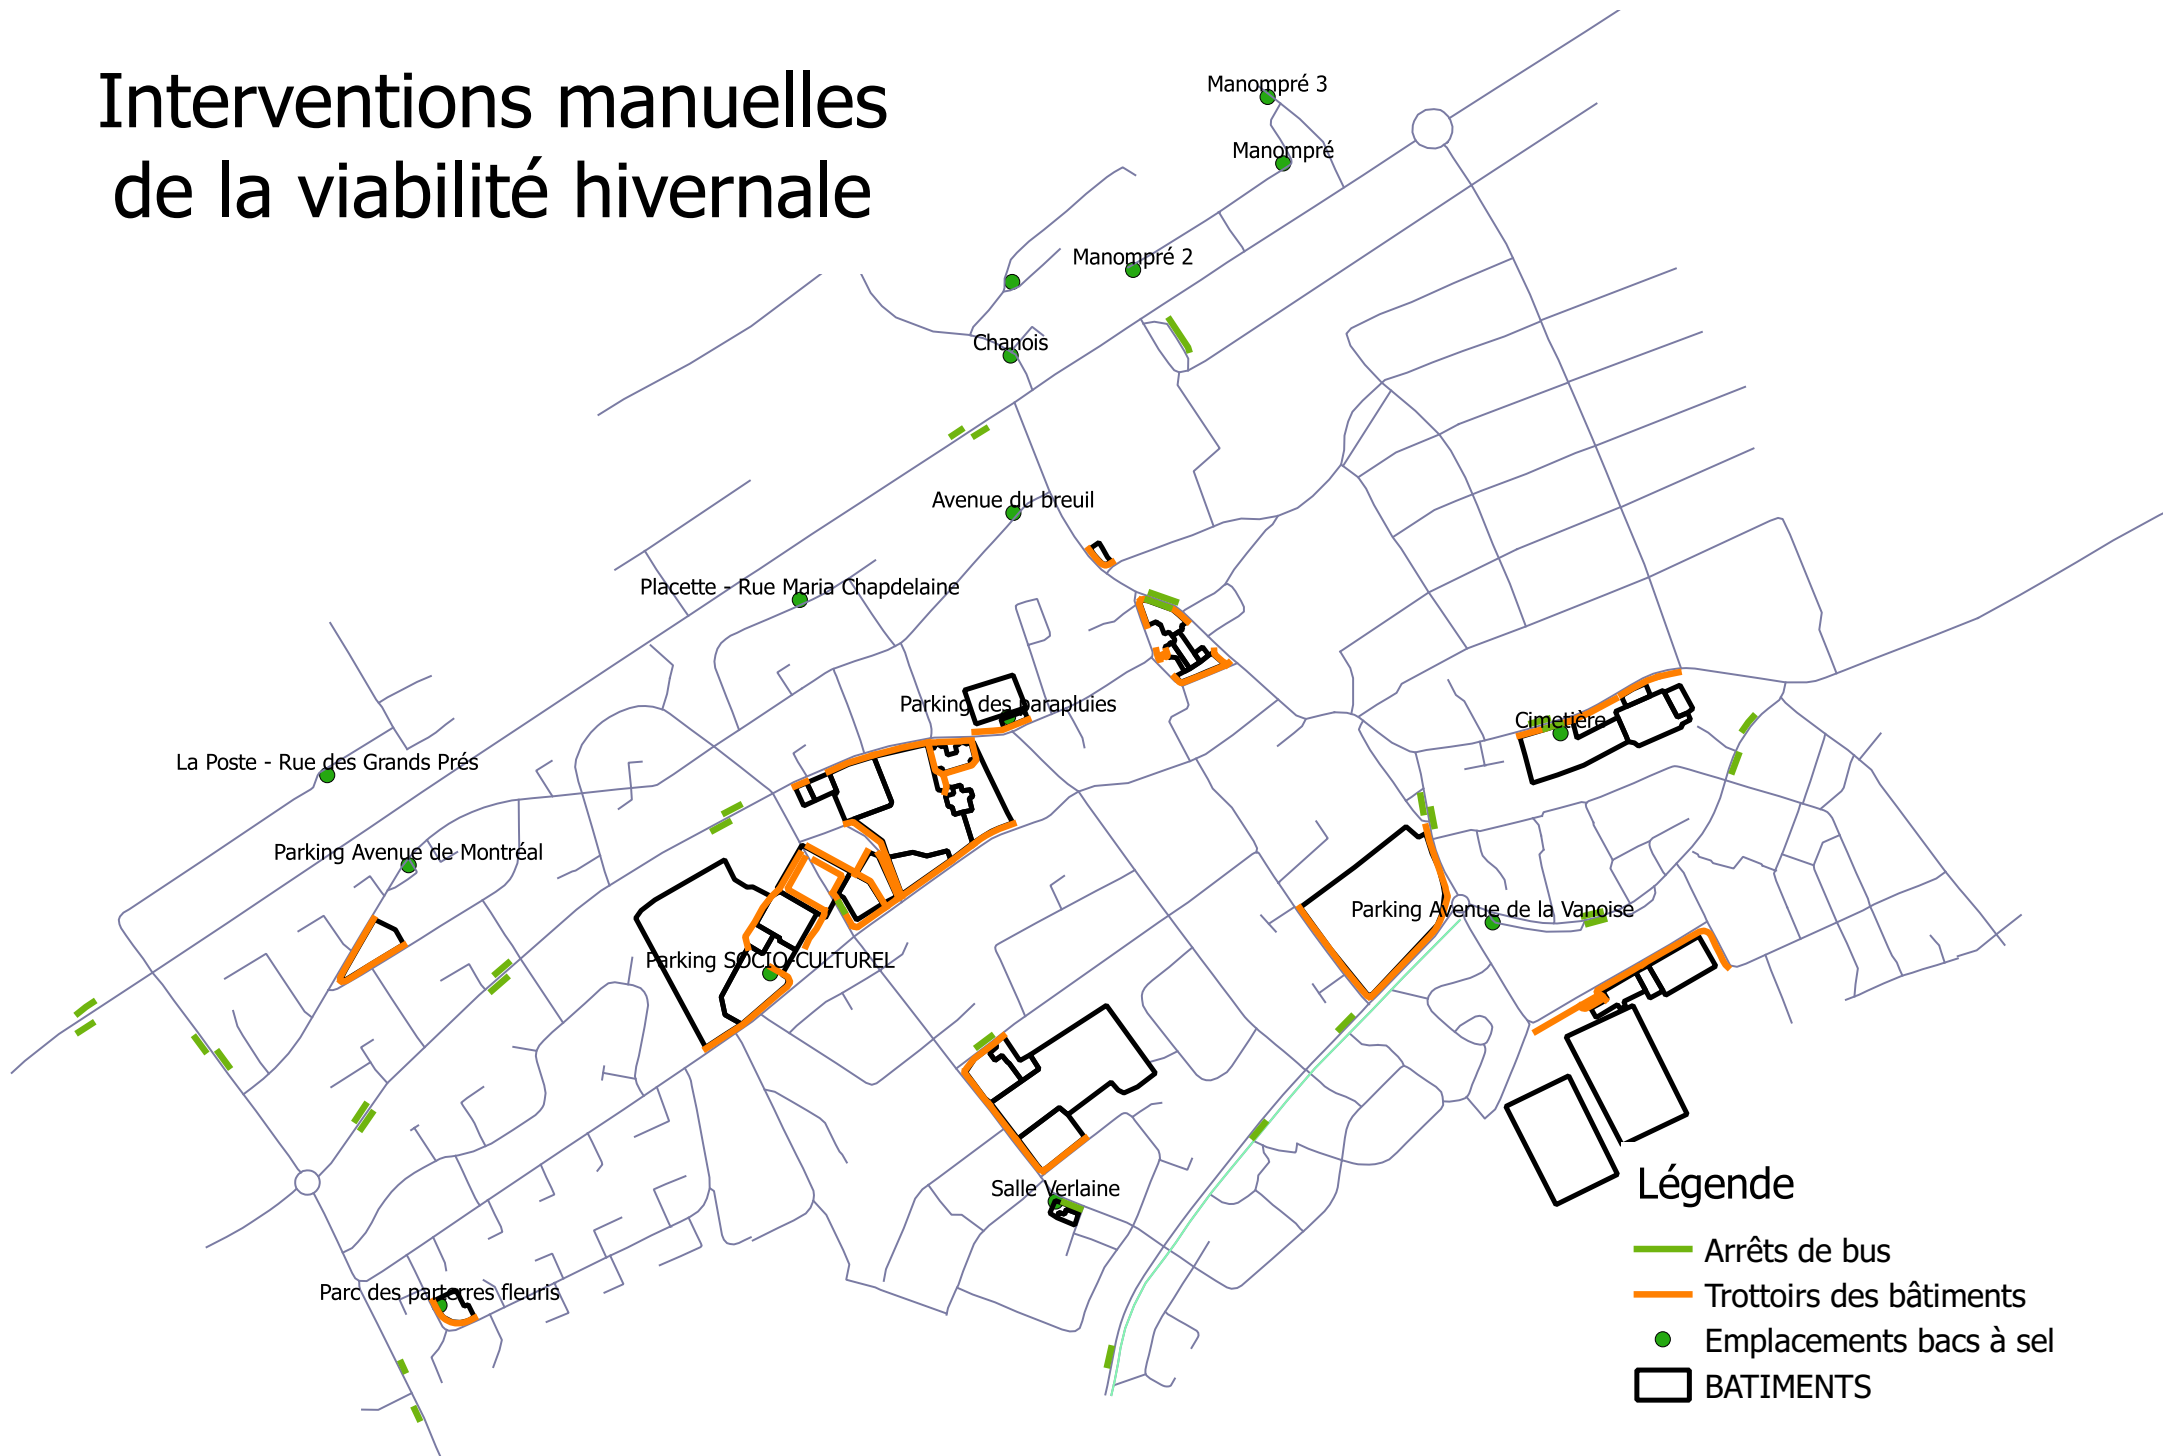 Interventions manuelles
de la viabilité hivernale
Manompré 3
Manompré
Manompré 2
Chanois
Avenue du breuil
Placette - Rue Maria Chapdelaine
Parking des parapluies
Cimetière
La Poste - Rue des Grands Prés
Parking Avenue de Montréal
Parking Avenue de la Vanoise
Parking SOCIO-CULTUREL
Salle Verlaine
Parc des parterres fleuris
Légende
Arrêts de bus
Trottoirs des bâtiments
Emplacements bacs à sel
BATIMENTS